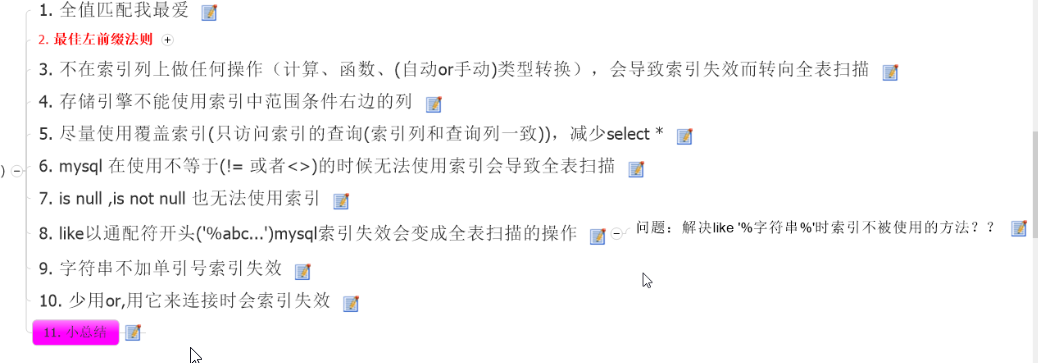 1. 全值匹配我最爱
2. 最佳左前缀法则
3. 不在索引列上做任何操作（计算、函数、(自动or手动)类型转换），会导致索引失效而转向全表扫描
4. 存储引擎不能使用索引中范围条件右边的列
5. 尽量使用覆盖索引(只访问索引的查询(索引列和查询列一致))，减少select *
6. mysql 在使用不等于(!= 或者<>)的时候无法使用索引会导致全表扫描
)
7. is null ,is not null 也无法使用索引
8. like以通配符开头('%abc...')mysql索引失效会变成全表扫描的操作
问题：解决like '%字符串%'时索引不被使用的方法？？
9. 字符串不加单引号索引失效
10. 少用or,用它来连接时会索引失效
11. 小总结